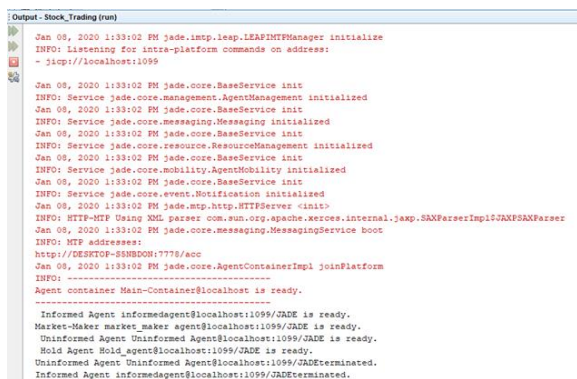 Output - Stock_Trading (run)
Jan 08, 2020 1:33:02 PM jade.imtp.leap.LEAPIMTPManager initialize
INFO: Listening for intra-platform commands on address:
- jicp://localhost:1099
Jan 08, 2020 1:33:02 PM jade.core.BaseService init
INFO: Service jade.core.management.AgentManagement initialized
Jan 08, 2020 1:33:02 PM jade.core.BaseService init
INFO: Service jade.core.messaging.Messaging initialized
Jan 08, 2020 1:33:02 PM jade.core.BaseService init
INFO: Service jade.core.resource.ResourceManagement initialized
Jan 08, 2020 1:33:02 PM jade.core.BaseService init
INFO: Service jade.core.mobility.AgentMobility initialized
Jan 08, 2020 1:33:02 PM jade.core.BaseService init
INFO: Service jade.core.event.Notification initialized
Jan 08, 2020 1:33:02 PM jade.mtp.http.HTTPServer <init>
INFO: HTTP-MTP Using XML parser com.sun.org.apache.xerces.internal.jaxp.SAXParserImpl$JAXPSAXParser
Jan 08, 2020 1:33:02 PM jade.core.messaging.MessagingService boot
INFO: MTP addresses:
http://DESKTOP-S5NBDON:7778/acc
Jan 08, 2020 1:33:02 PM jade.core.AgentContainerImpl joinPlatform
INFO: --------------------------------------
Agent container Main-Container@localhost is ready.
--------------------------------------------
Informed Agent informedagent@localhost:1099/JADE is ready.
Market-Maker market_maker agent@localhost:1099/JADE is ready.
Uninformed Agent Uninformed Agent@localhost:1099/JADE is ready.
Hold Agent Hold_agent@localhost:1099/JADE is ready.
Uninformed Agent Uninformed Agent@localhost:1099/JADEterminated.
Informed Agent informedagent@localhost:1099/JADEterminated.